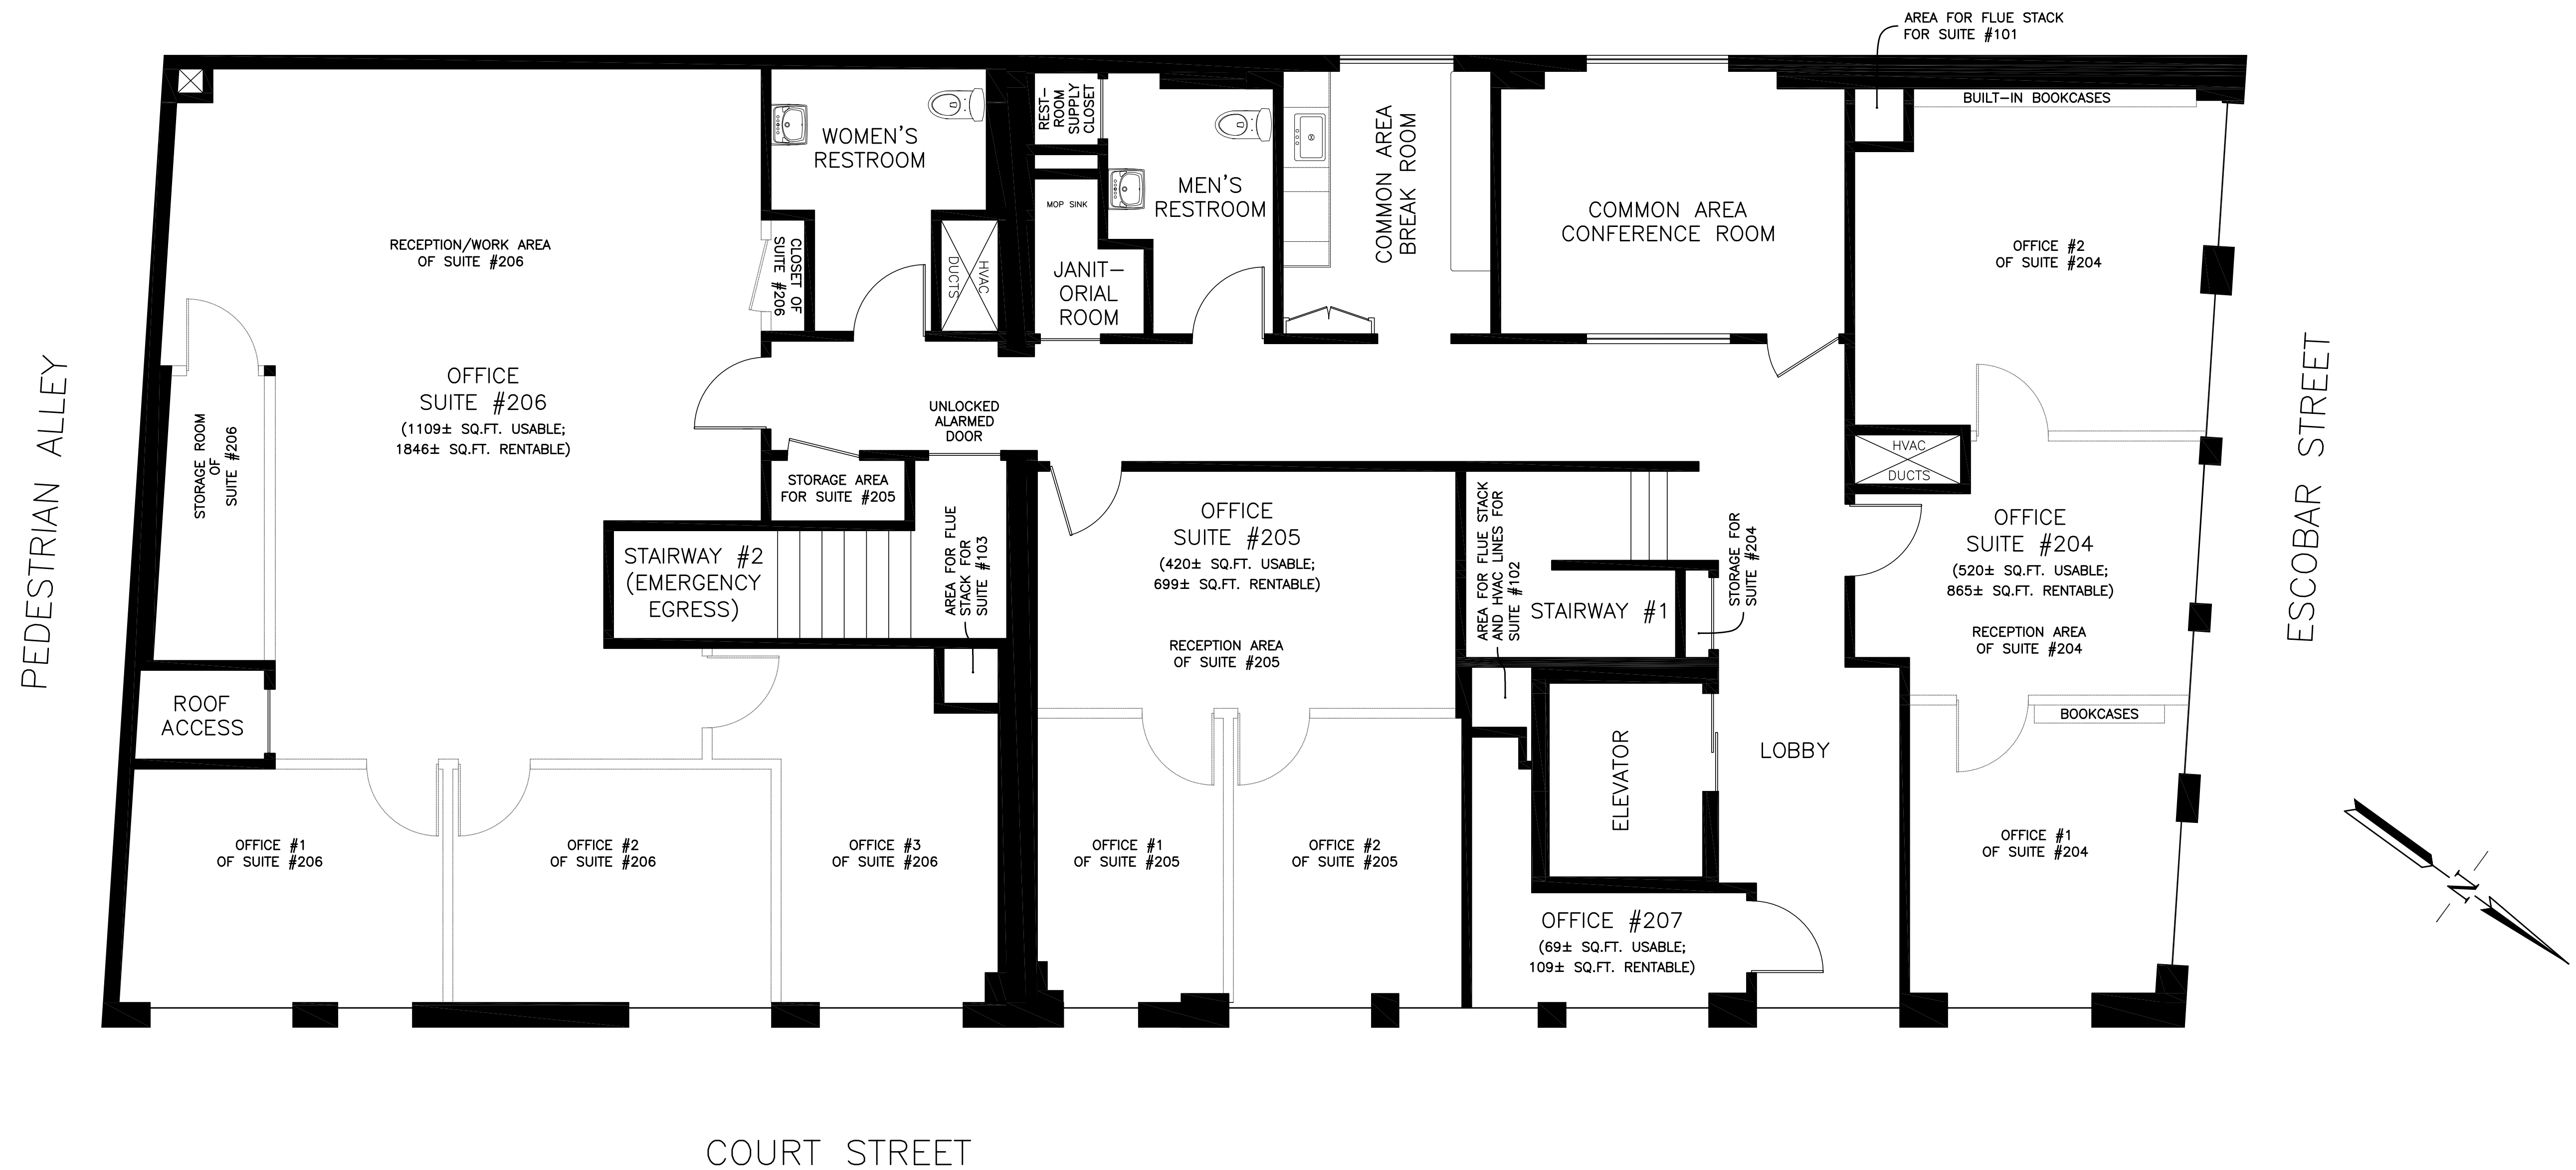 AREA FOR FLUE STACK
FOR SUITE #101
BUILT-IN BOOKCASES
REST-
ROOM
SUPPLY
CLOSET
WOMEN'S
RESTROOM
MEN'S
RESTROOM
MOP SINK
COMMON AREA
BREAK ROOM
COMMON AREA
CONFERENCE ROOM
RECEPTION/WORK AREA
OF SUITE #206
CLOSET OF
SUITE #206
HVAC
DUCTS
JANIT-
ORIAL
ROOM
OFFICE #2
OF SUITE #204
PEDESTRIAN ALLEY
ESCOBAR STREET
OFFICE
SUITE #206
(1109± SQ.FT. USABLE;
1846± SQ.FT. RENTABLE)
STORAGE ROOM
OF
SUITE #206
UNLOCKED
ALARMED
DOOR
STORAGE AREA
FOR SUITE #205
HVAC
DUCTS
STAIRWAY #2
(EMERGENCY
EGRESS)
AREA FOR FLUE
STACK FOR
SUITE #103
OFFICE
SUITE #205
(420± SQ.FT. USABLE;
699± SQ.FT. RENTABLE)
RECEPTION AREA
OF SUITE #205
AREA FOR FLUE STACK
AND HVAC LINES FOR
SUITE #102
STAIRWAY #1
STORAGE FOR
SUITE #204
OFFICE
SUITE #204
(520± SQ.FT. USABLE;
865± SQ.FT. RENTABLE)
RECEPTION AREA
OF SUITE #204
ROOF
ACCESS
BOOKCASES
ELEVATOR
LOBBY
OFFICE #1
OF SUITE #206
OFFICE #2
OF SUITE #206
OFFICE #3
OF SUITE #206
OFFICE #1
OF SUITE #205
OFFICE #2
OF SUITE #205
OFFICE #1
OF SUITE #204
OFFICE #207
(69± SQ.FT. USABLE;
109± SQ.FT. RENTABLE)
N
COURT STREET